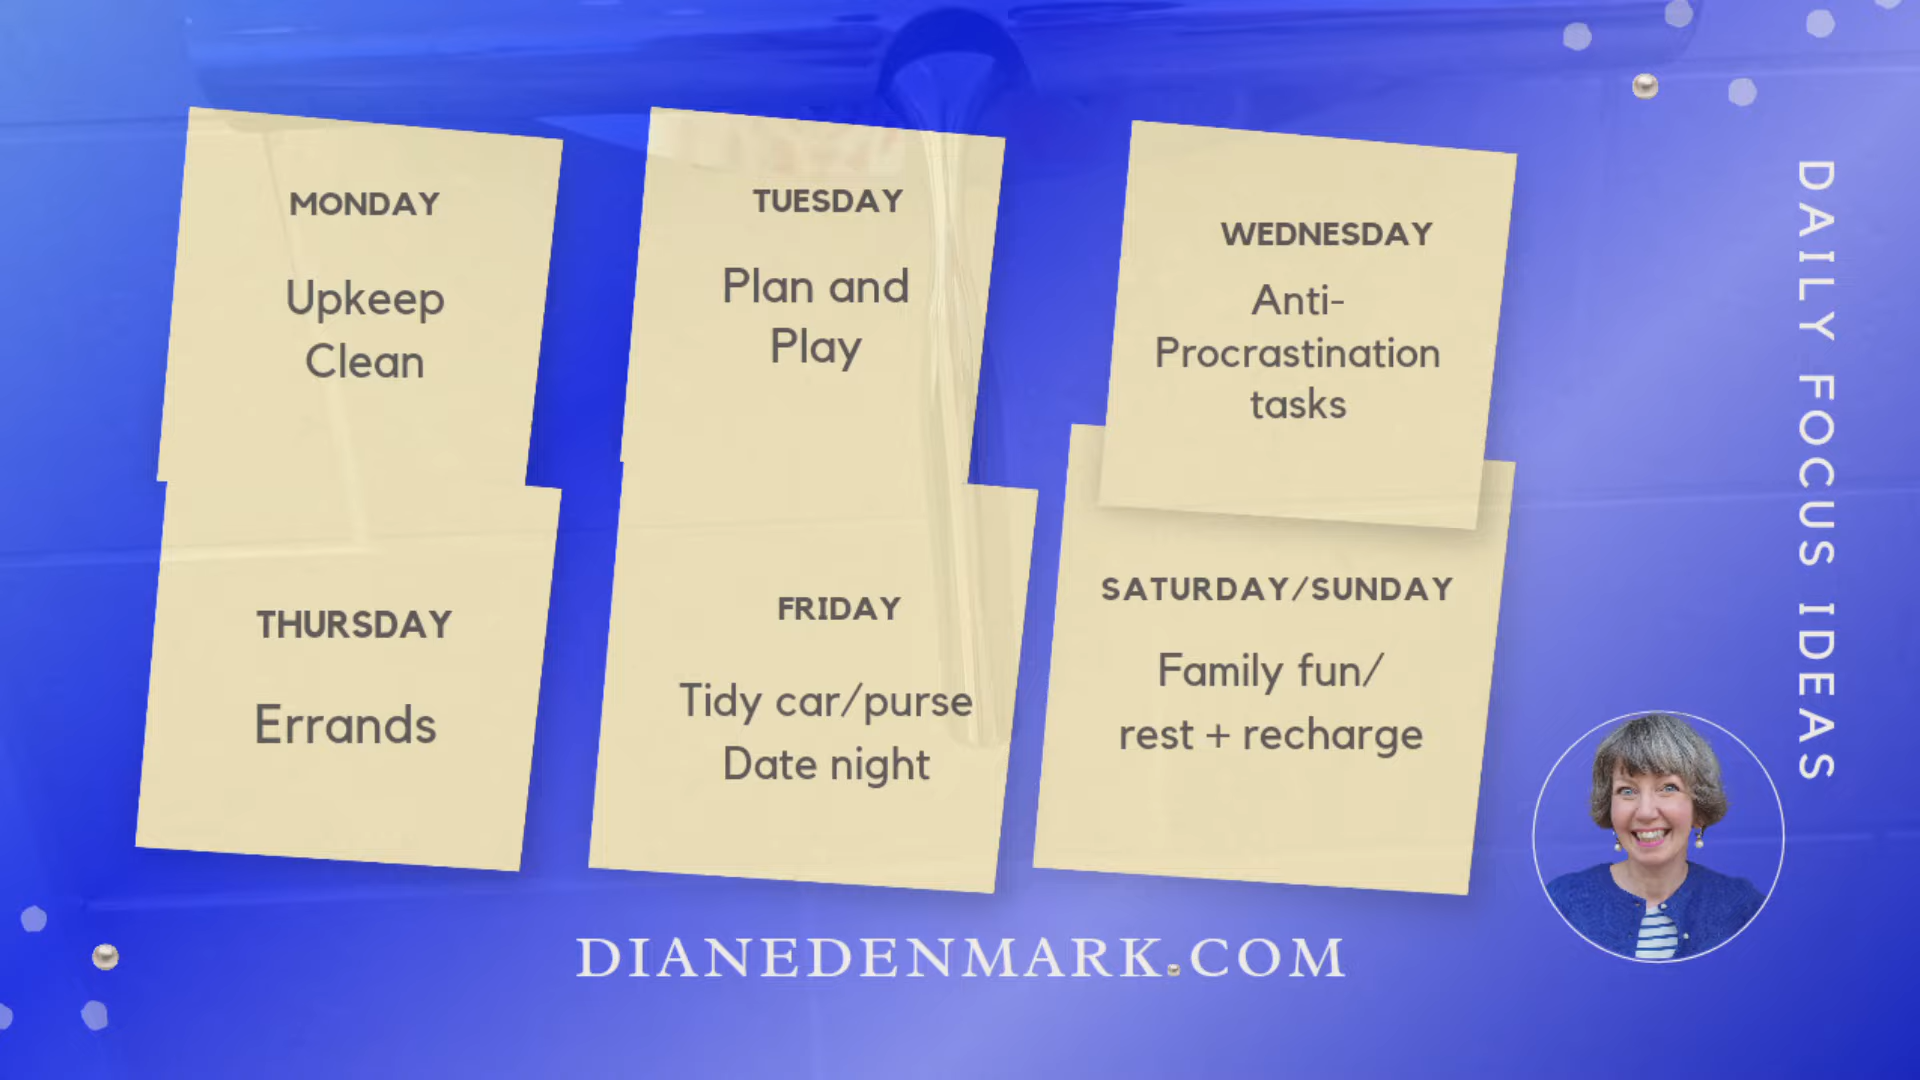 MONDAY
Upkeep
Clean
TUESDAY
Plan and
Play
WEDNESDAY
Anti-
Procrastination
tasks
THURSDAY
Errands
FRIDAY
Tidy car/purse
Date night
SATURDAY/SUNDAY
Family fun/
rest + recharge
DAILY FOCUS IDEAS
DIANEDENMARK.COM